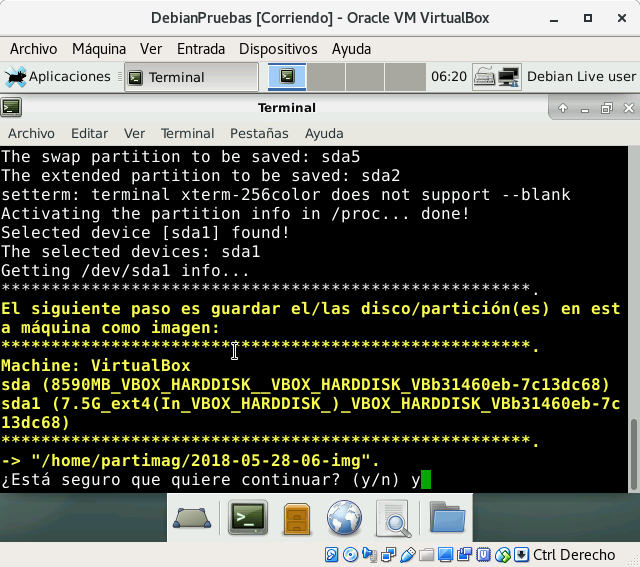 DebianPruebas [Corriendo] - Oracle VM VirtualBox
Archivo Máquina Ver Entrada Dispositivos Ayuda
Aplicaciones Terminal 06:20 Debian Live user
Terminal
Archivo Editar Ver Terminal Pestañas Ayuda
The swap partition to be saved: sda5
The extended partition to be saved: sda2
setterm: terminal xterm-256color does not support --blank
Activating the partition info in /proc... done!
Selected device [sda1] found!
The selected devices: sda1
Getting /dev/sda1 info...
*****************************************************.
El siguiente paso es guardar el/las disco/partición(es) en est
a máquina como imagen:
*****************************************************.
Machine: VirtualBox
sda (8590MB_VBOX_HARDDISK__VBOX_HARDDISK_VBb31460eb-7c13dc68)
sda1 (7.5G_ext4(In_VBOX_HARDDISK_)_VBOX_HARDDISK_VBb31460eb-7c
13dc68)
*****************************************************.
-> "/home/partimag/2018-05-28-06-img".
¿Está seguro que quiere continuar? (y/n) y
Ctrl Derecho